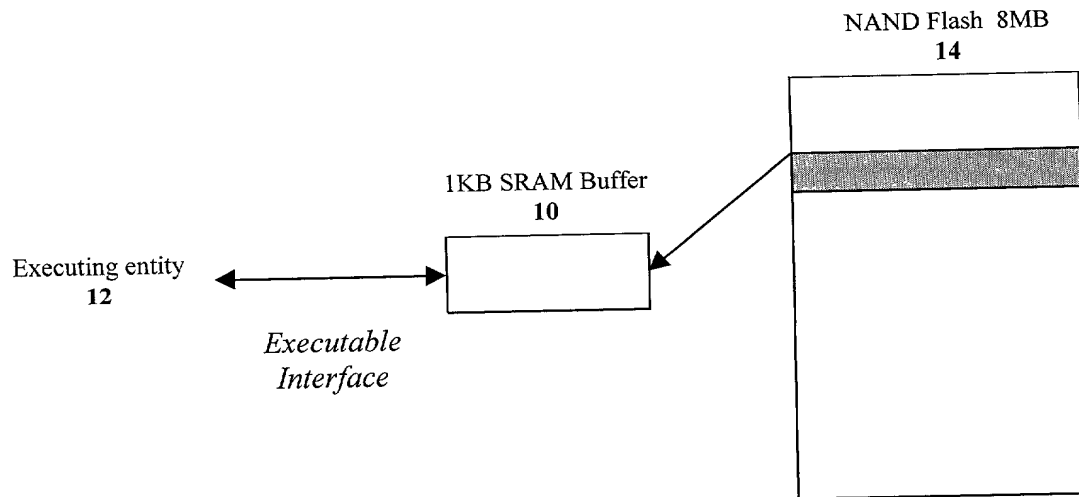 NAND Flash 8MB
14
1KB SRAM Buffer
10
Executing entity
12
Executable
Interface